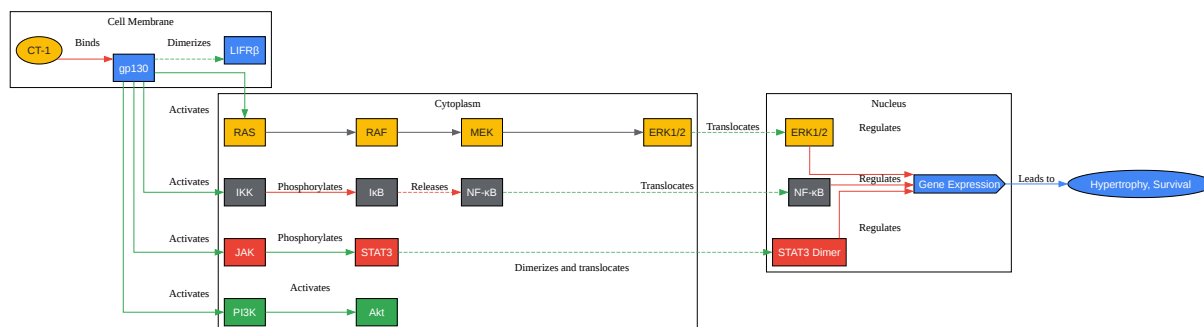 Cell Membrane
CT-1
Binds
gp130
Dimerizes
LIFRβ
Activates
Cytoplasm
RAS
RAF
MEK
ERK1/2
Translocates
Nucleus
ERK1/2
Regulates
Activates
IKK
Phosphorylates
IκB
Releases
NF-κB
Translocates
NF-κB
Regulates
Gene Expression
Leads to
Hypertrophy, Survival
Activates
JAK
Phosphorylates
STAT3
Dimerizes and translocates
STAT3 Dimer
Regulates
Activates
PI3K
Activates
Akt